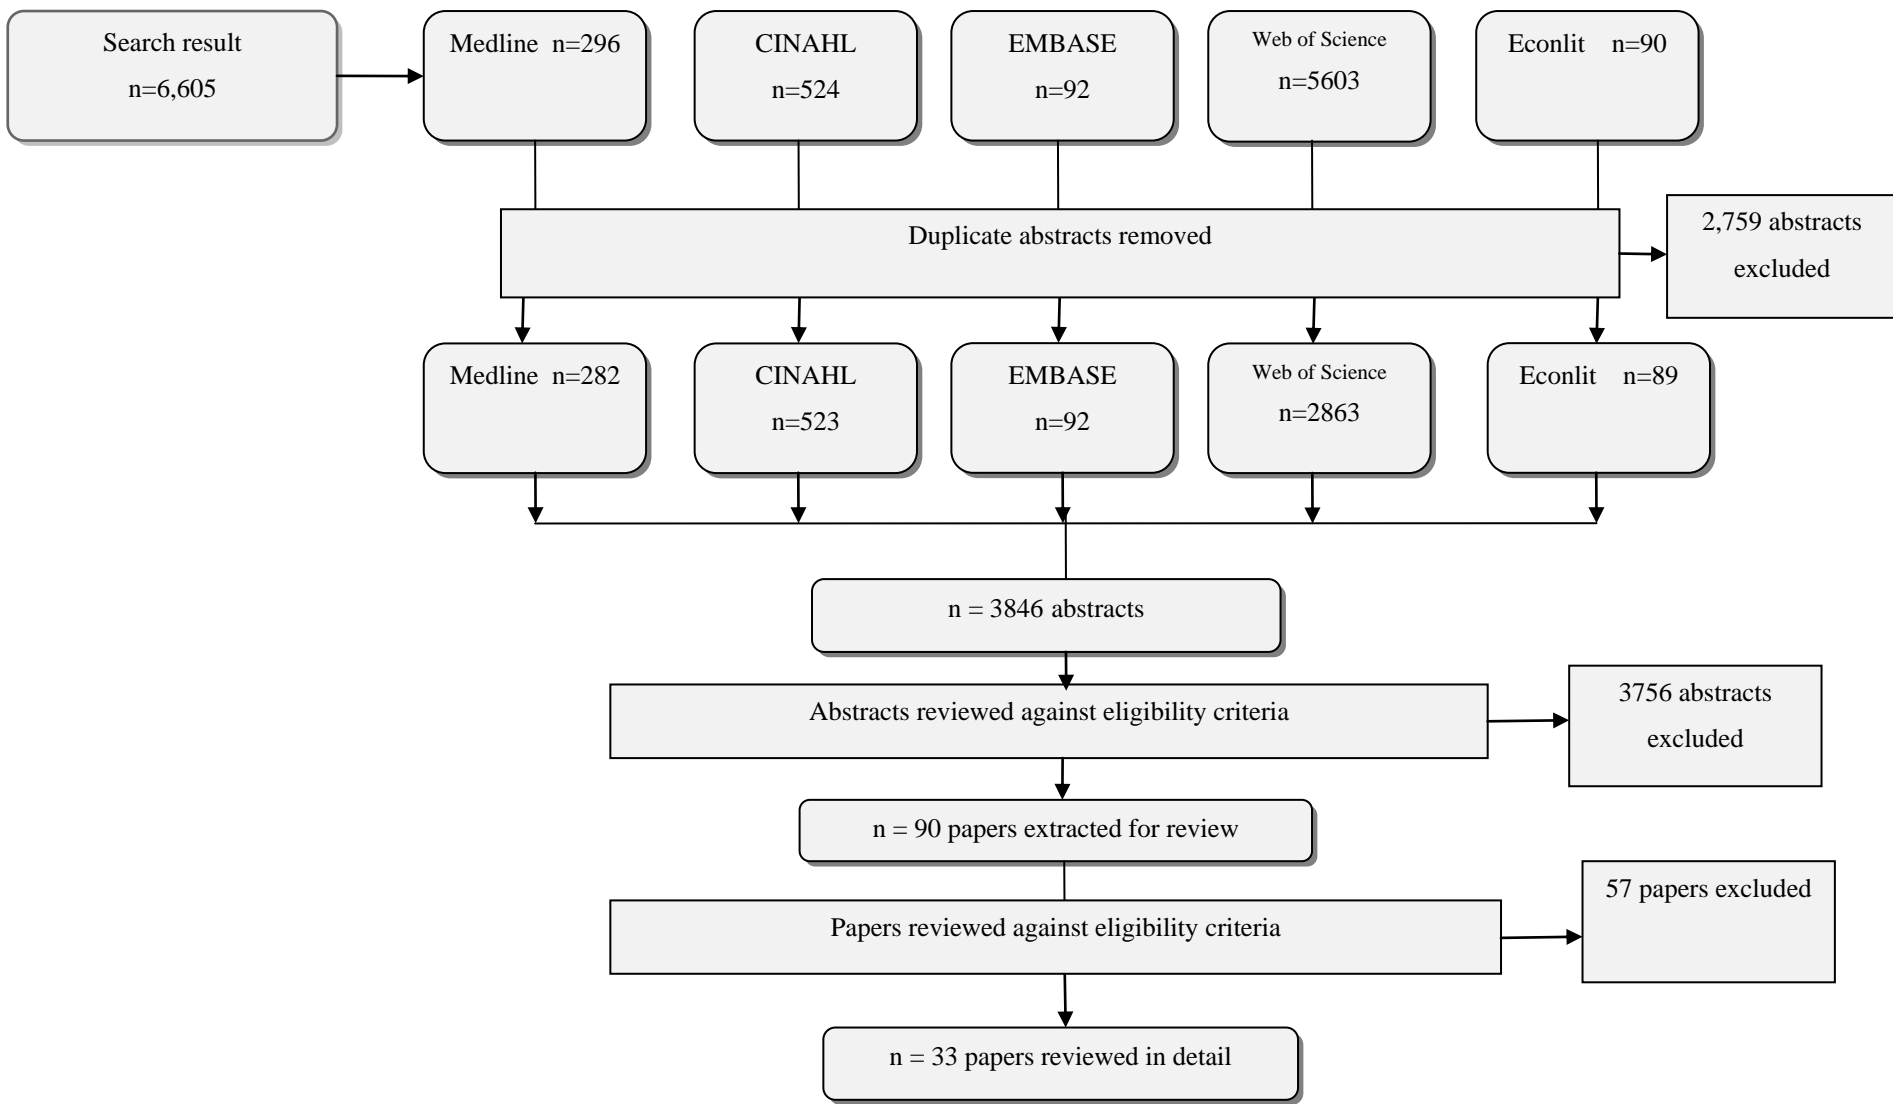 Search result
n=6,605
Medline  n=296
CINAHL
n=524
EMBASE
n=92
Web of Science
n=5603
Econlit    n=90
Duplicate abstracts removed
2,759 abstracts
excluded
Medline  n=282
CINAHL
n=523
EMBASE
n=92
Web of Science
n=2863
Econlit    n=89
n = 3846 abstracts
Abstracts reviewed against eligibility criteria
3756 abstracts
excluded
n = 90 papers extracted for review
57 papers excluded
Papers reviewed against eligibility criteria
n = 33 papers reviewed in detail